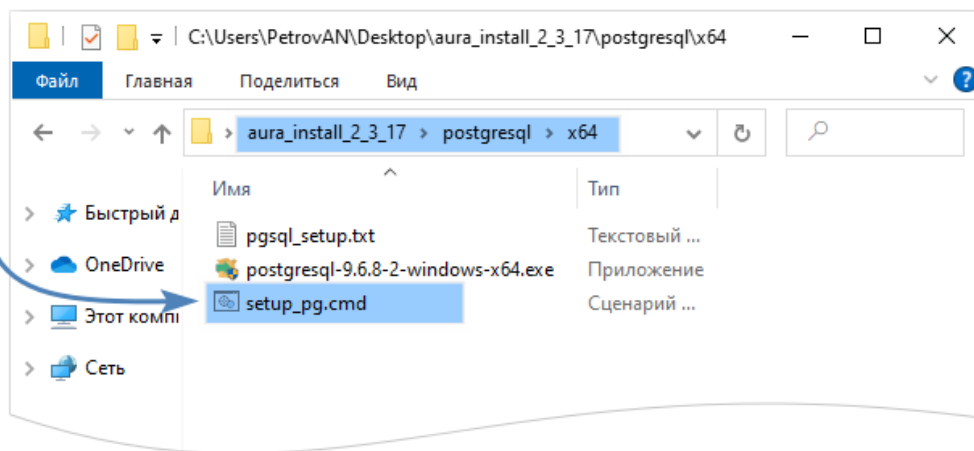 C:\Users\PetrovAN\Desktop\aura_install_2_3_17\postgresql\x64
Файл Главная Поделиться Вид
aura_install_2_3_17 postgresql x64
Имя Тип
Быстрый д
pgsql_setup.txt Текстовый ...
OneDrive
postgresql-9.6.8-2-windows-x64.exe Приложение
Этот компі
setup_pg.cmd Сценарий ...
Сеть